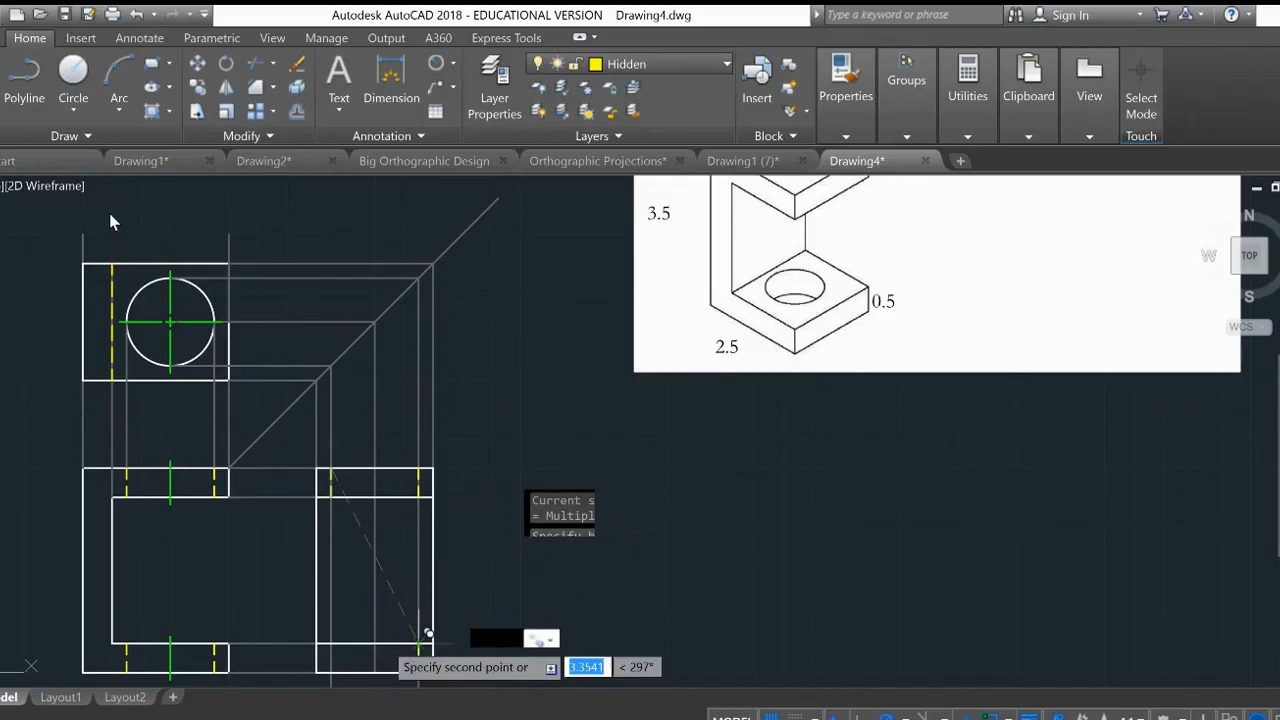 Autodesk AutoCAD 2018 - EDUCATIONAL VERSION Drawing4.dwg
Type a keyword or phrase
Sign In
Home Insert Annotate Parametric View Manage Output A360 Express Tools
Hidden
Polyline Circle Arc Text Dimension Layer Properties Insert Properties Groups Utilities Clipboard View Select Mode
Draw Modify Annotation Layers Block Touch
Drawing1* Drawing2* Big Orthographic Design Orthographic Projections* Drawing1 (7)* Drawing4*
][2D Wireframe]
3.5
0.5
2.5
N
W TOP
S
WCS
Current s
= Multipl
Specify b
Specify second point or 3.3541 < 297°
Layout1 Layout2
MODEL